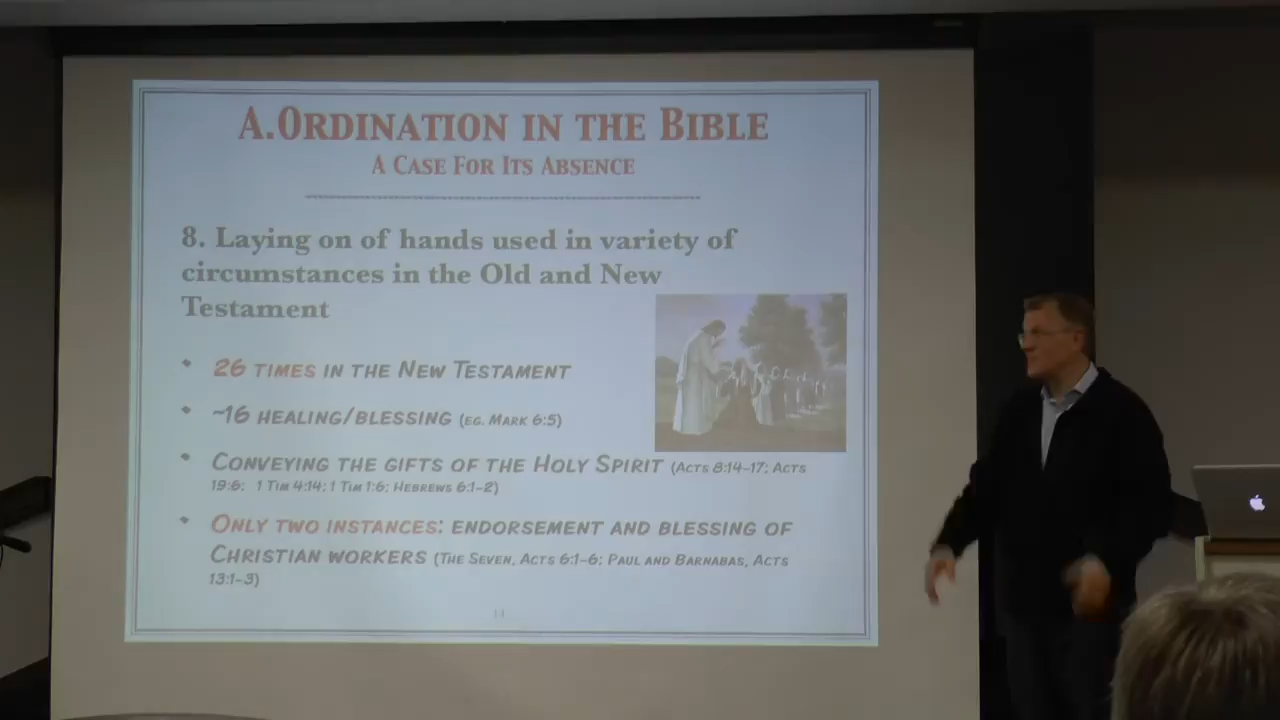 A.Ordination in the Bible
A Case For Its Absence
8. Laying on of hands used in variety of
circumstances in the Old and New
Testament
26 times in the New Testament
~16 healing/blessing (eg. Mark 6:5)
Conveying the gifts of the Holy Spirit (Acts 8:14-17; Acts
19:6; 1 Tim 4:14; 1 Tim 1:6; Hebrews 6:1-2)
Only two instances: endorsement and blessing of
Christian workers (The Seven, Acts 6:1-6; Paul and Barnabas, Acts
13:1-3)